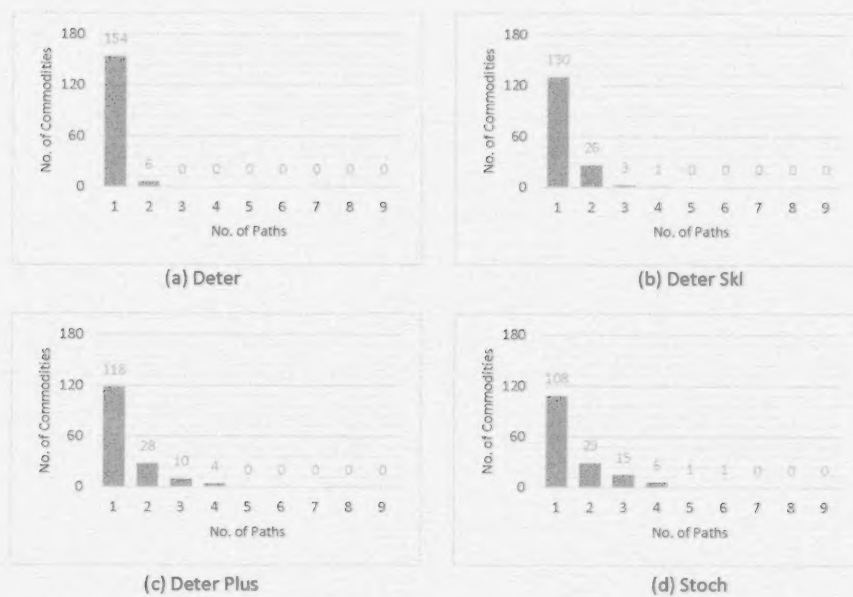 180
154
120
60
6 0 0 0 0 0 0 0
0
1 2 3 4 5 6 7 8 9
No. of Paths
No. of Commodities
(a) Deter
180
130
120
60
26 3 1 0 0 0 0 0
0
1 2 3 4 5 6 7 8 9
No. of Paths
No. of Commodities
(b) Deter Skl
180
120
118
60
28 10 4 0 0 0 0 0
0
1 2 3 4 5 6 7 8 9
No. of Paths
No. of Commodities
(c) Deter Plus
180
120
108
60
29 15 6 1 1 0 0 0
0
1 2 3 4 5 6 7 8 9
No. of Paths
No. of Commodities
(d) Stoch